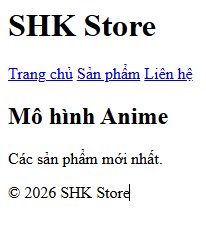 SHK Store
Trang chủ Sản phẩm Liên hệ
Mô hình Anime
Các sản phẩm mới nhất.
© 2026 SHK Store